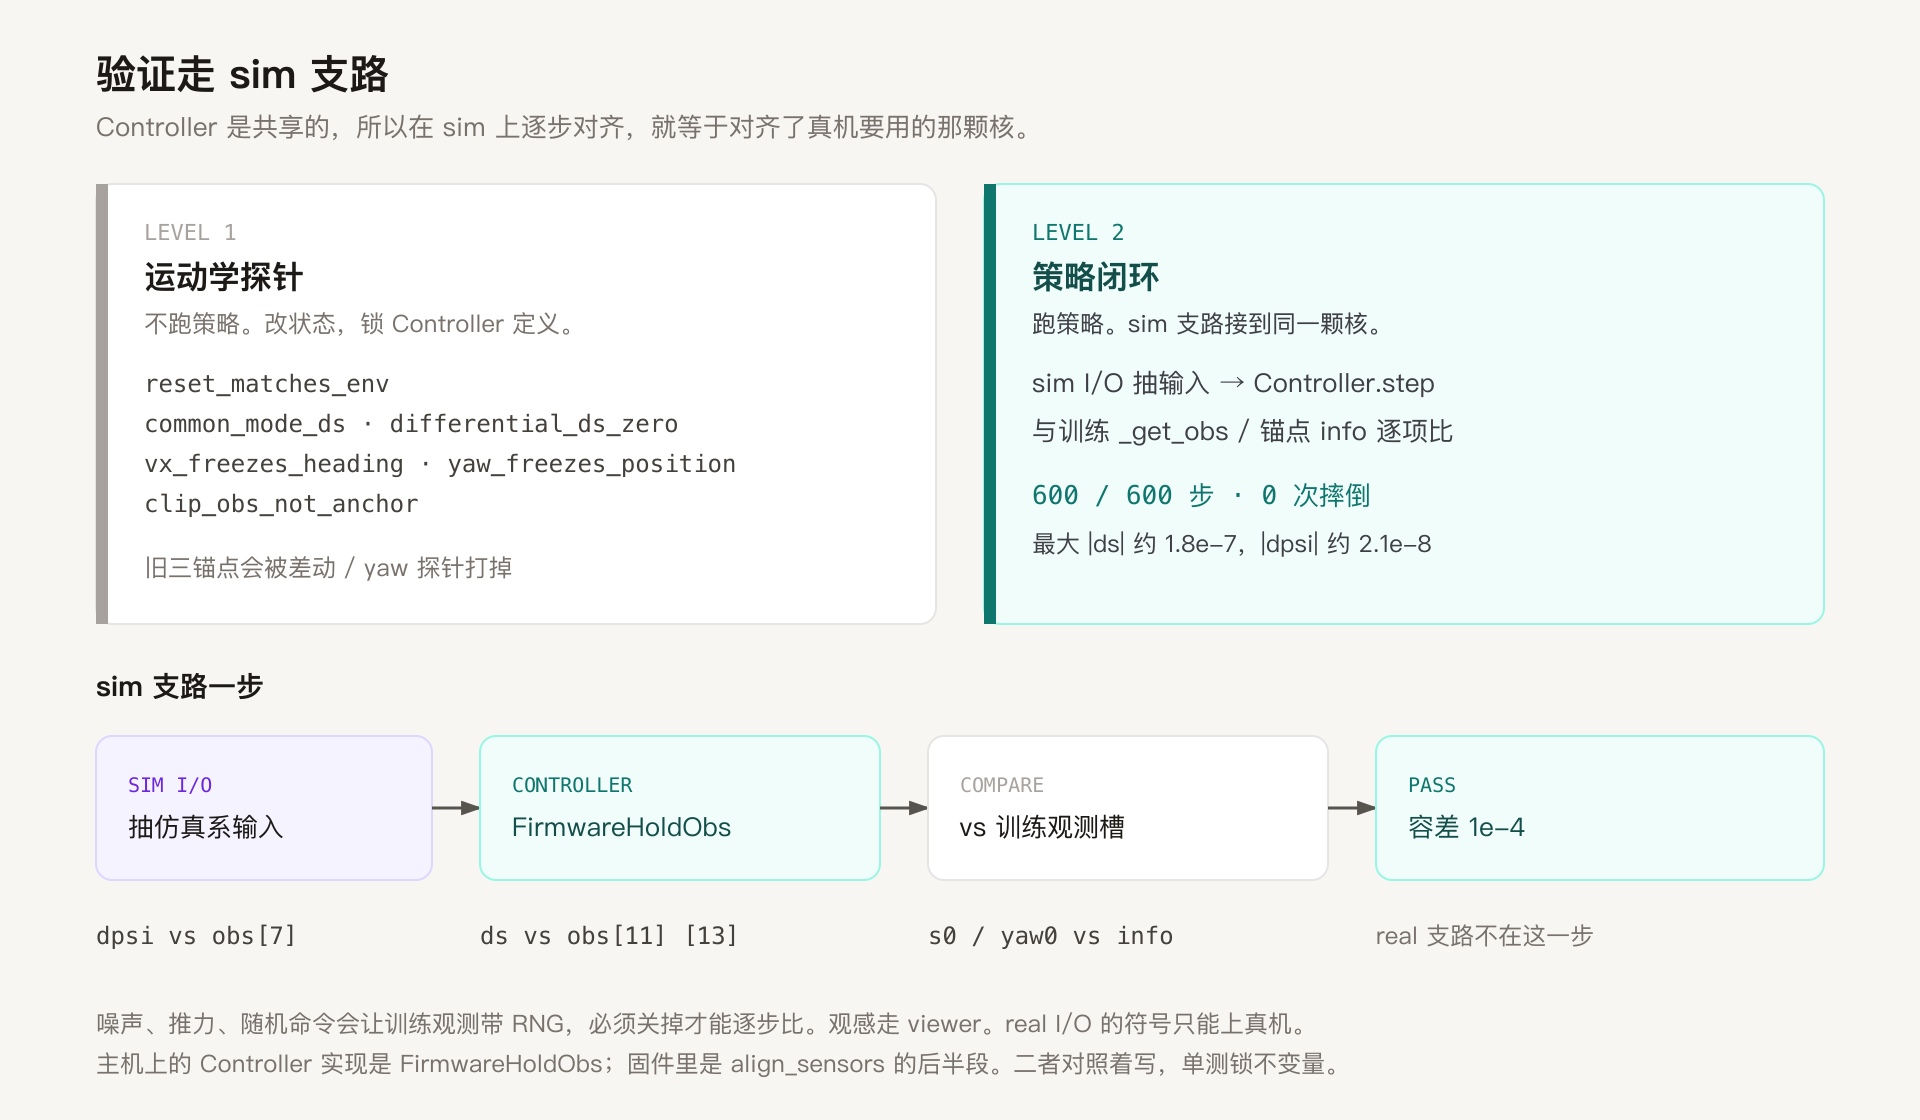 验证走 sim 支路
Controller 是共享的，所以在 sim 上逐步对齐，就等于对齐了真机要用的那颗核。
LEVEL 1
运动学探针
不跑策略。改状态，锁 Controller 定义。
reset_matches_env
common_mode_ds · differential_ds_zero
vx_freezes_heading · yaw_freezes_position
clip_obs_not_anchor
旧三锚点会被差动 / yaw 探针打掉
LEVEL 2
策略闭环
跑策略。sim 支路接到同一颗核。
sim I/O 抽输入 → Controller.step
与训练 _get_obs / 锚点 info 逐项比
600 / 600 步 · 0 次摔倒
最大 |ds| 约 1.8e−7，|dpsi| 约 2.1e−8
sim 支路一步
SIM I/O
抽仿真系输入
CONTROLLER
FirmwareHoldObs
COMPARE
vs 训练观测槽
PASS
容差 1e−4
dpsi vs obs[7]
ds vs obs[11] [13]
s0 / yaw0 vs info
real 支路不在这一步
噪声、推力、随机命令会让训练观测带 RNG，必须关掉才能逐步比。观感走 viewer。real I/O 的符号只能上真机。
主机上的 Controller 实现是 FirmwareHoldObs；固件里是 align_sensors 的后半段。二者对照着写，单测锁不变量。